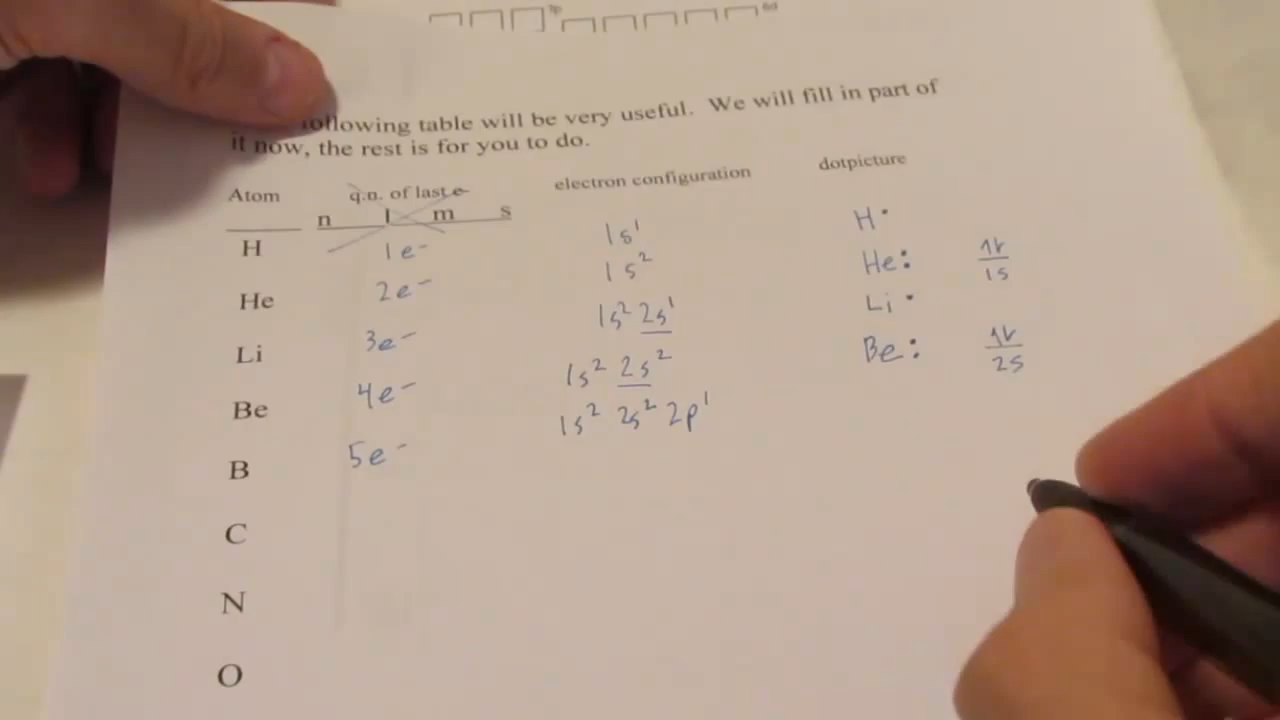 3p 6d
following table will be very useful. We will fill in part of
it now, the rest is for you to do.
Atom q.n. of last e- electron configuration dotpicture
n l m s
H 1e- 1s¹ H•
He 2e- 1s² He: 1s
Li 3e- 1s² 2s¹ Li •
Be 4e- 1s² 2s² Be: 2s
B 5e- 1s² 2s² 2p¹
C
N
O